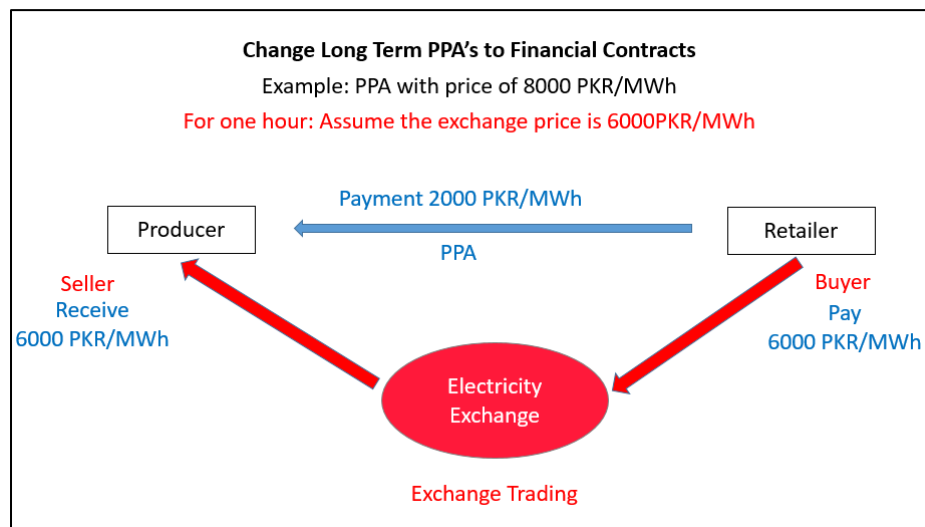 Change Long Term PPA's to Financial Contracts
Example: PPA with price of 8000 PKR/MWh
For one hour: Assume the exchange price is 6000PKR/MWh
Payment 2000 PKR/MWh
Producer
Retailer
PPA
Seller
Receive
6000 PKR/MWh
Buyer
Pay
6000 PKR/MWh
Electricity
Exchange
Exchange Trading